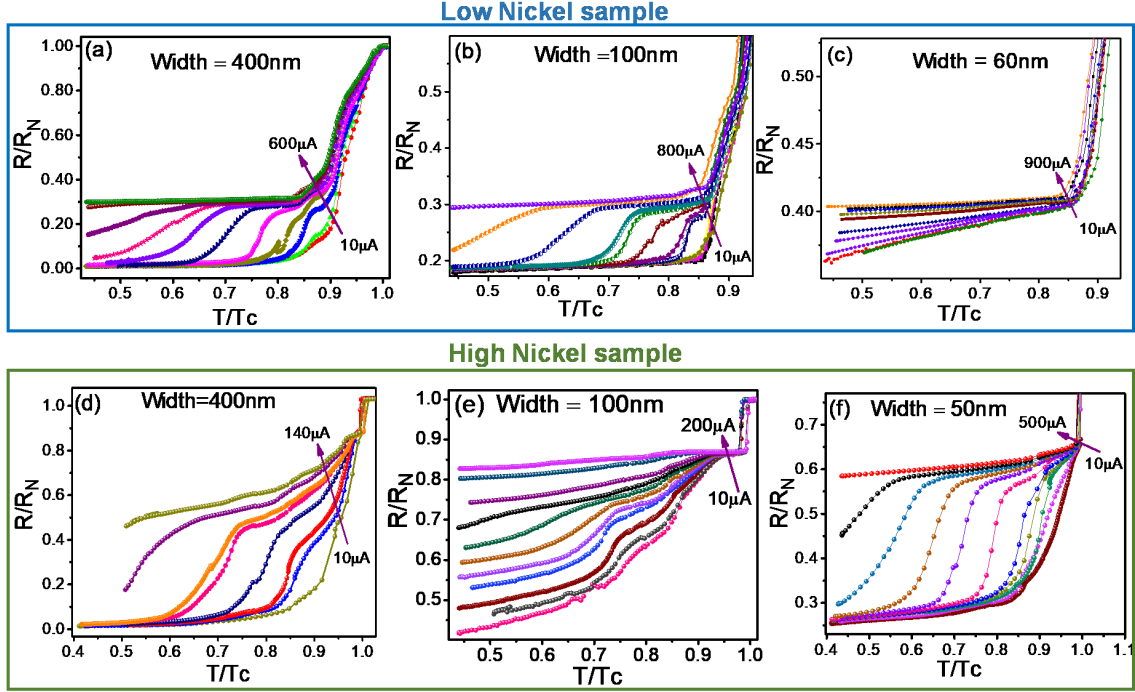 Low Nickel sample
(a)
Width = 400nm
R/R_N
1.00
0.80
0.60
0.40
0.20
0.00
600μA
10μA
0.5 0.6 0.7 0.8 0.9 1.0
T/Tc
(b)
Width =100nm
R/R_N
0.5
0.4
0.3
0.2
800μA
10μA
0.5 0.6 0.7 0.8 0.9
T/Tc
(c)
Width = 60nm
R/R_N
0.50
0.45
0.40
900μA
10μA
0.5 0.6 0.7 0.8 0.9
T/Tc
High Nickel sample
(d)
Width=400nm
R/R_N
1.0
0.8
0.6
0.4
0.2
0.0
140μA
10μA
0.4 0.5 0.6 0.7 0.8 0.9 1.0
T/Tc
(e)
Width = 100nm
R/R_N
1.0
0.9
0.8
0.7
0.6
0.5
200μA
10μA
0.5 0.6 0.7 0.8 0.9 1.0
T/Tc
(f)
Width = 50nm
R/R_N
0.7
0.6
0.5
0.4
0.3
500μA
10μA
0.4 0.5 0.6 0.7 0.8 0.9 1.0 1.1
T/Tc